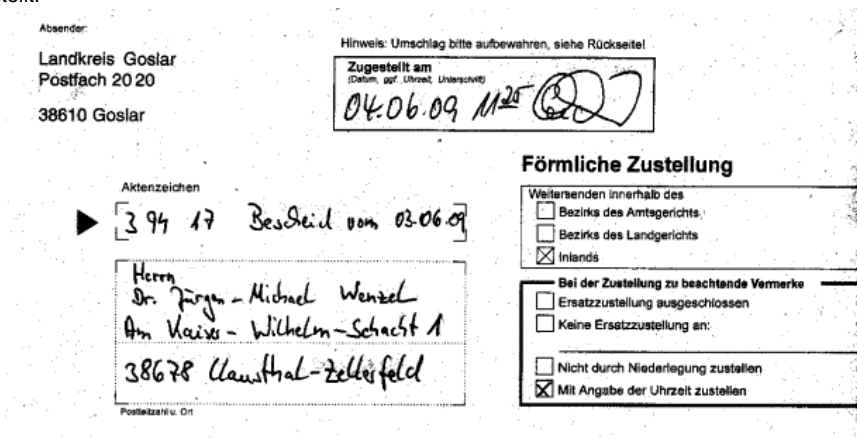 Absender:
Landkreis Goslar
Postfach 20 20
38610 Goslar
Hinweis: Umschlag bitte aufbewahren, siehe Rückseite!
Zugestellt am
(Datum, ggf. Uhrzeit, Unterschrift)
04.06.09 11 25
Förmliche Zustellung
Aktenzeichen
3 94 17 Bescheid vom 03.06.09
Weitersenden innerhalb des
Bezirks des Amtsgerichts
Bezirks des Landgerichts
Inlands
Herrn
Dr. Jürgen-Michael Wenzel
Am Kaiser-Wilhelm-Schacht 1
38678 Clausthal-Zellerfeld
Postleitzahl u. Ort
Bei der Zustellung zu beachtende Vermerke
Ersatzzustellung ausgeschlossen
Keine Ersatzzustellung an:
Nicht durch Niederlegung zustellen
Mit Angabe der Uhrzeit zustellen